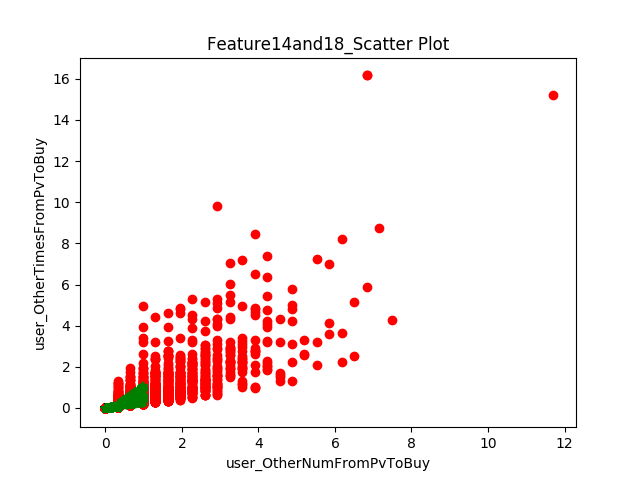 Feature14and18_Scatter Plot
user_OtherTimesFromPvToBuy
16
14
12
10
8
6
4
2
0
0 2 4 6 8 10 12
user_OtherNumFromPvToBuy